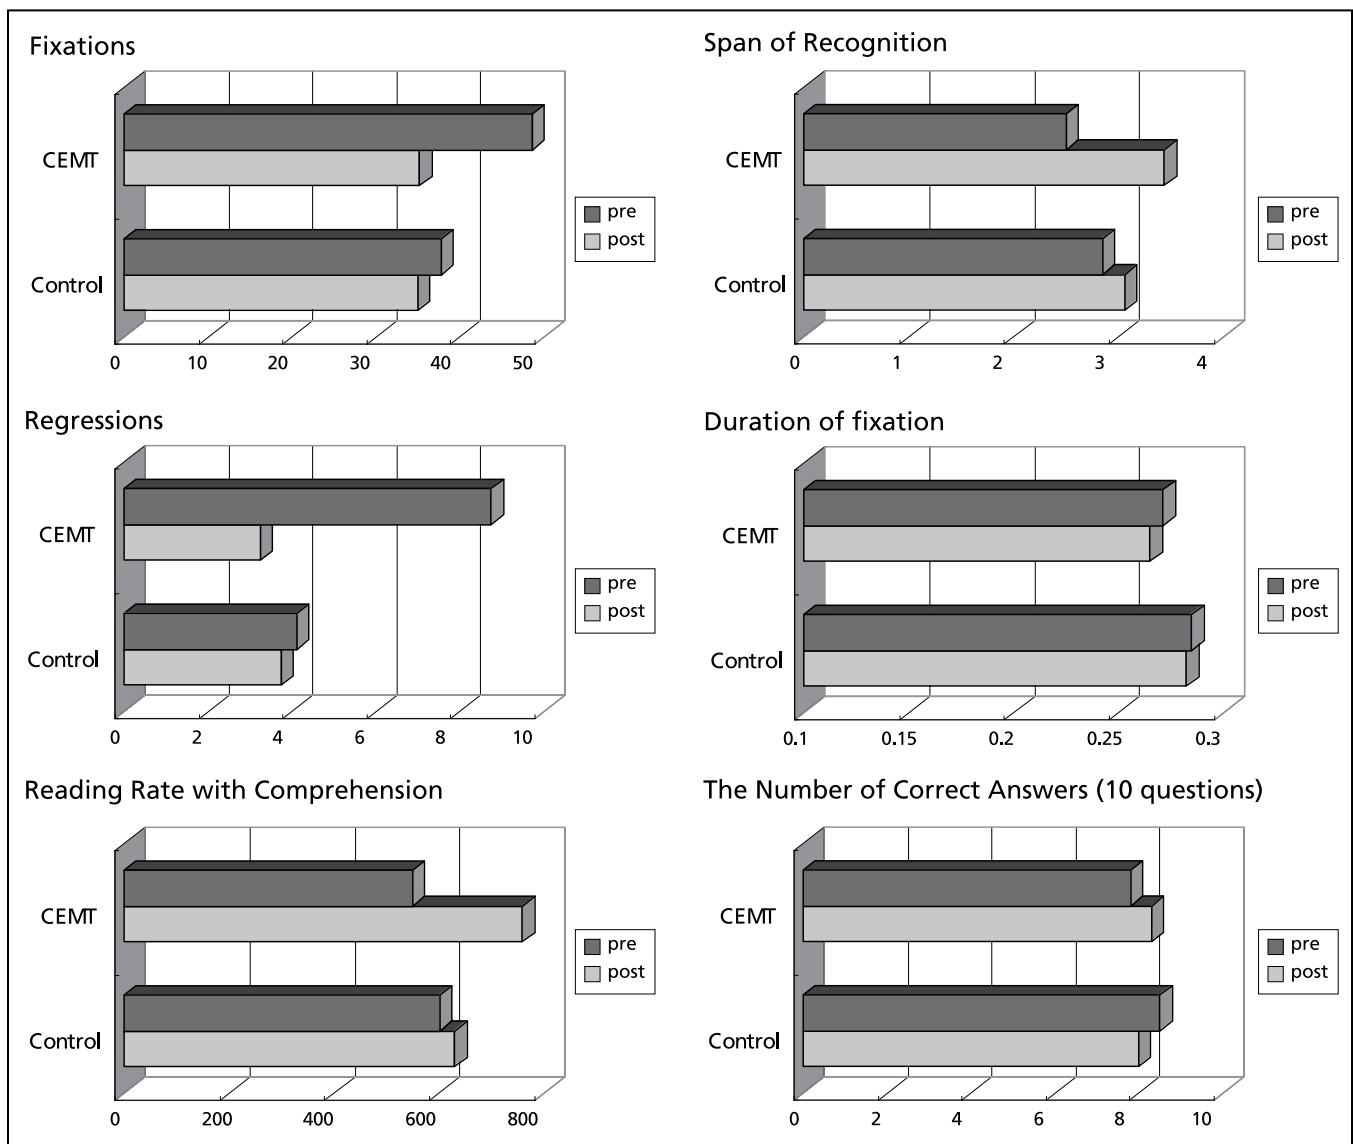 Fixations
CEMT
Control
0 10 20 30 40 50
pre
post
Span of Recognition
CEMT
Control
0 1 2 3 4
pre
post
Regressions
CEMT
Control
0 2 4 6 8 10
pre
post
Duration of fixation
CEMT
Control
0.1 0.15 0.2 0.25 0.3
pre
post
Reading Rate with Comprehension
CEMT
Control
0 200 400 600 800
pre
post
The Number of Correct Answers (10 questions)
CEMT
Control
0 2 4 6 8 10
pre
post